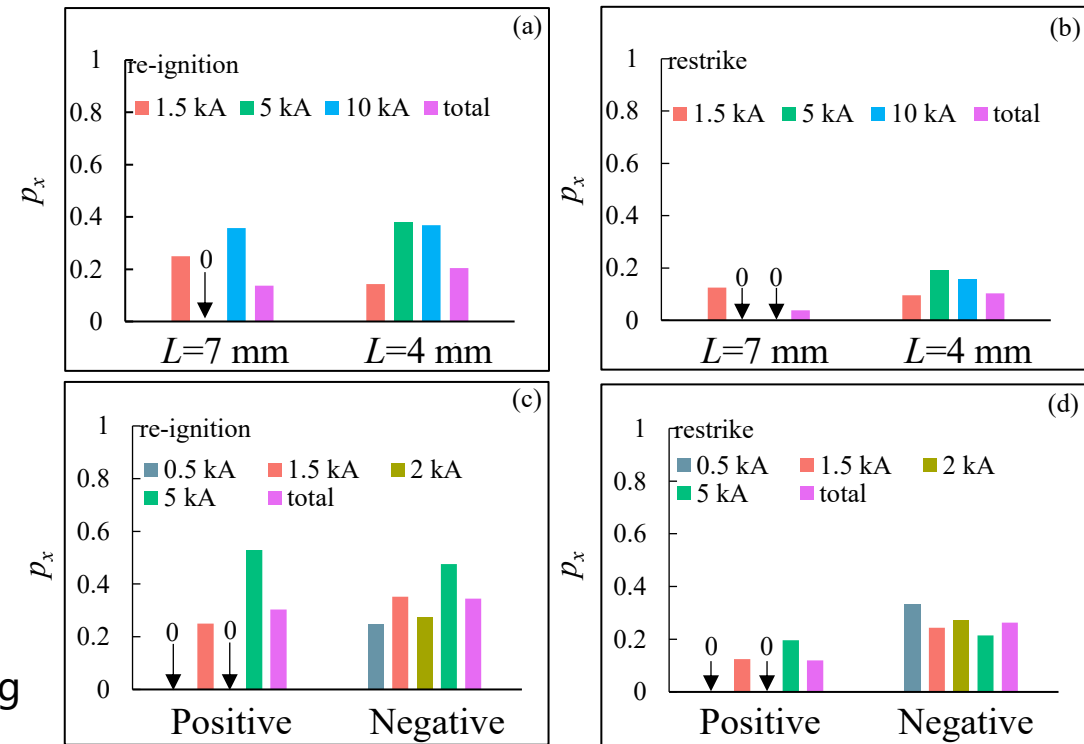 (a)
re-ignition
1.5 kA 5 kA 10 kA total
p_x
1
0.8
0.6
0.4
0.2
0
0
L=7 mm L=4 mm
(b)
restrike
1.5 kA 5 kA 10 kA total
p_x
1
0.8
0.6
0.4
0.2
0
0 0
L=7 mm L=4 mm
(c)
re-ignition
0.5 kA 1.5 kA 2 kA
5 kA total
p_x
1
0.8
0.6
0.4
0.2
0
0 0
Positive Negative
g
(d)
restrike
0.5 kA 1.5 kA 2 kA
5 kA total
p_x
1
0.8
0.6
0.4
0.2
0
0 0
Positive Negative